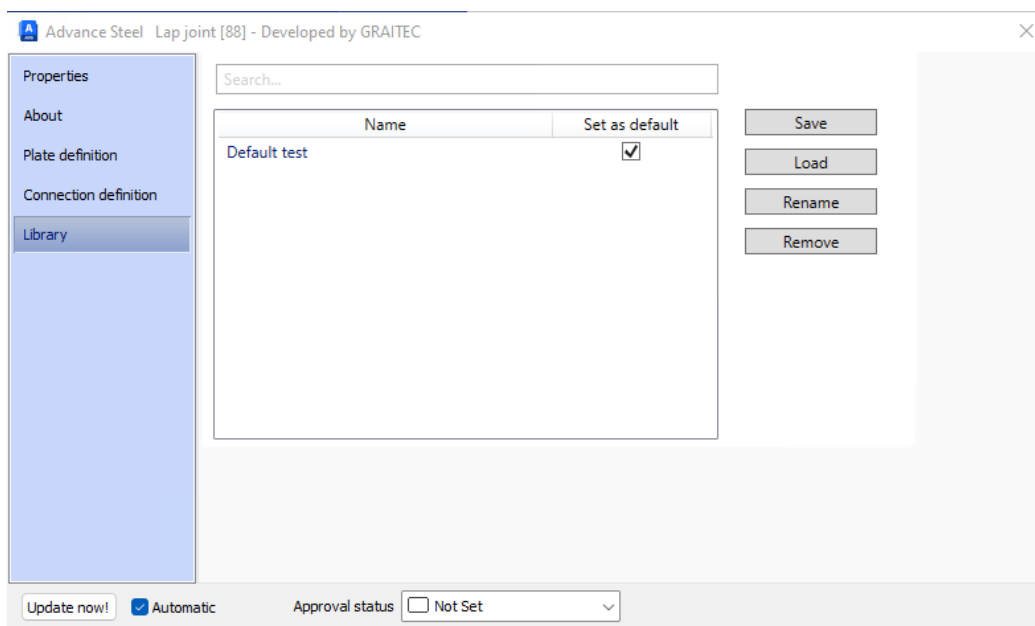 Advance Steel Lap joint [88] - Developed by GRAITEC
Properties
About
Plate definition
Connection definition
Library
Search...
Name Set as default
Default test
Save
Load
Rename
Remove
Update now! Automatic Approval status Not Set